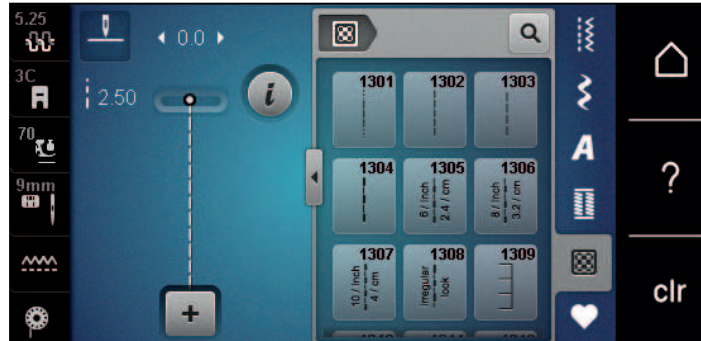 5.25
3C
70
9mm
0.0
2.50
i
+
1301
1302
1303
1304
1305
6 / Inch
2.4 / cm
1306
8 / Inch
3.2 / cm
1307
10 / Inch
4 / cm
1308
irregular
look
1309
A
?
clr